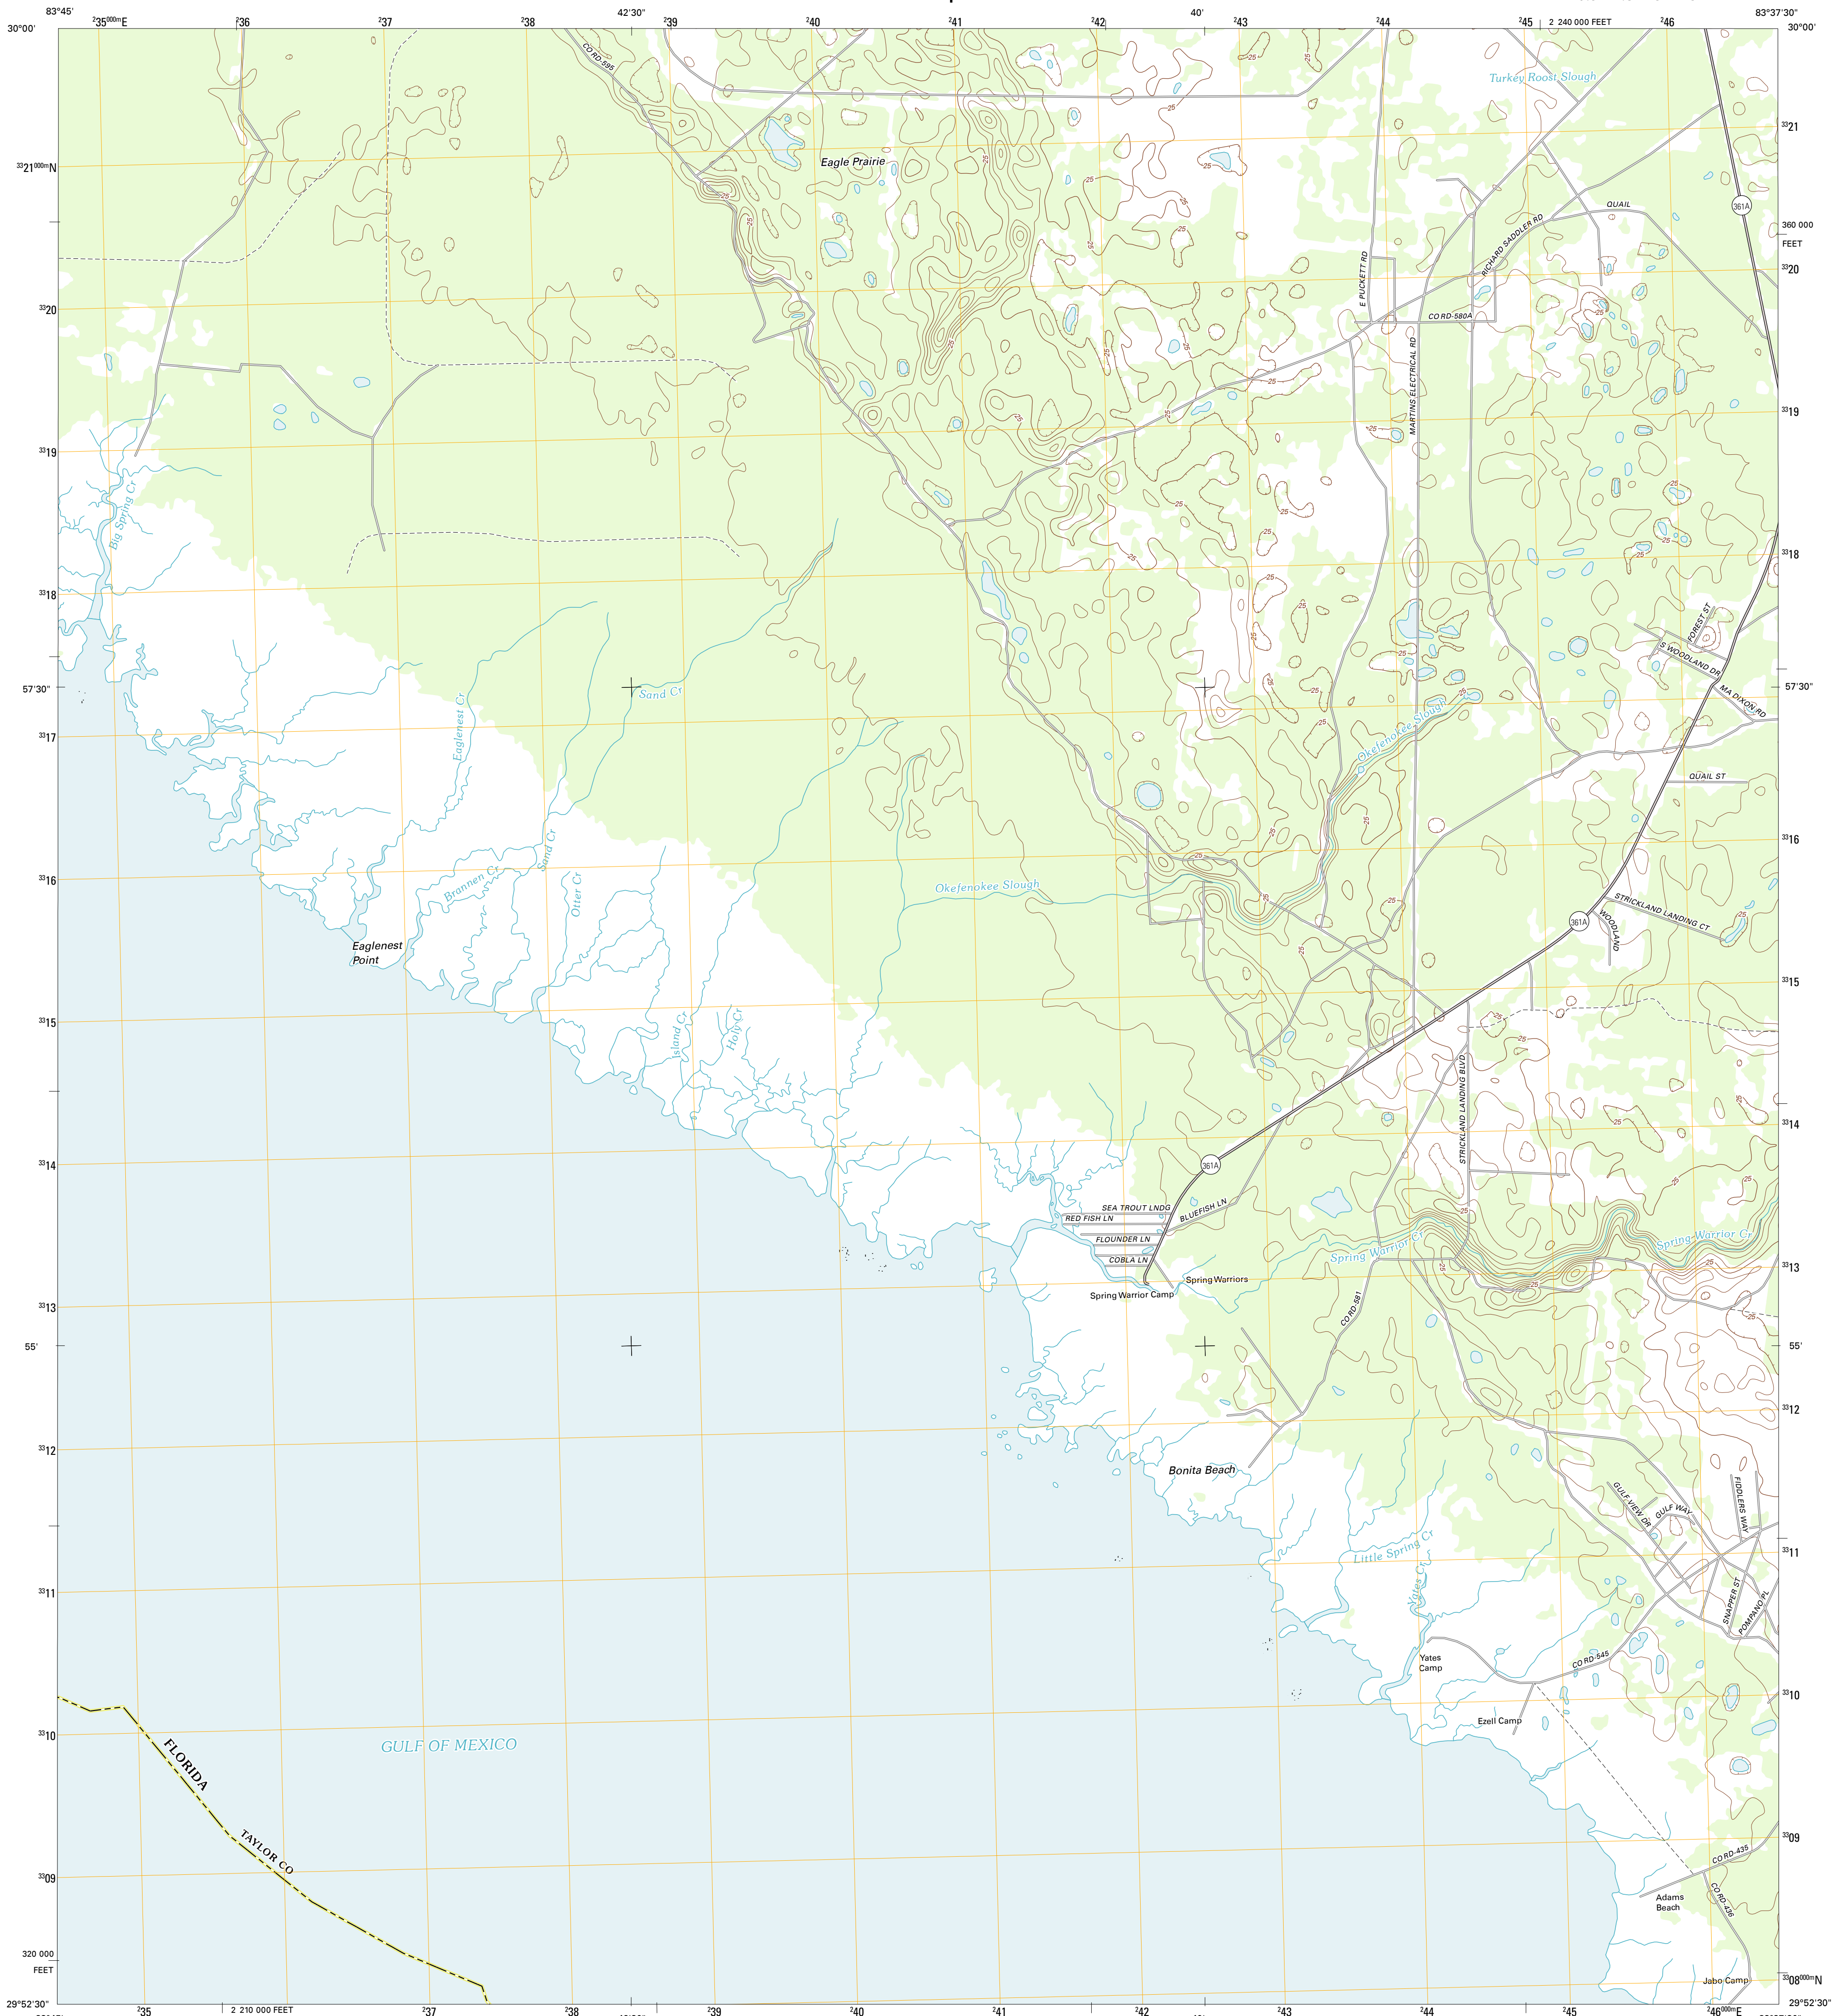 83°45'
²35⁰⁰⁰ᵐE
²36
²37
²38
42'30"
²39
²40
²41
²42
40'
²43
²44
²45
2 240 000 FEET
²46
83°37'30"
30°00'
30°00'
CO RD-595
25
25
Turkey Roost Slough
25
³³21
Eagle Prairie
³³21⁰⁰⁰ᵐN
25
361A
QUAIL
RICHARD SADDLER RD
360 000
FEET
E PUCKETT RD
³³20
³³20
CO RD-580A
MARTINS ELECTRICAL RD
25
³³19
³³19
Big Spring Cr
³³18
³³18
FOREST ST
S WOODLAND DR
MA DIXON RD
57'30"
57'30"
Sand Cr
Eaglenest Cr
Okefenokee Slough
³³17
QUAIL ST
³³16
³³16
Sand Cr
Brannen Cr
Otter Cr
Okefenokee Slough
STRICKLAND LANDING CT
WOODLAND
361A
Eaglenest
Point
³³15
³³15
Island Cr
Holy Cr
STRICKLAND LANDING BLVD
³³14
³³14
361A
SEA TROUT LNDG
RED FISH LN
BLUEFISH LN
FLOUNDER LN
COBLA LN
Spring Warrior Cr
Spring Warrior Cr
³³13
³³13
Spring Warriors
Spring Warrior Camp
CO RD-581
55'
55'
³³12
³³12
Bonita Beach
GULF VIEW DR
GULF WAY
FIDDLERS WAY
Little Spring Cr
Yates Cr
³³11
³³11
SNAPPER ST
POMPANO PL
Yates
Camp
CO RD-545
³³10
³³10
Ezell Camp
GULF OF MEXICO
FLORIDA
TAYLOR CO
³³09
³³09
CO RD-435
CO RD-436
Adams
Beach
320 000
FEET
Jabo Camp
³³08⁰⁰⁰ᵐN
29°52'30"
29°52'30"
²35
2 210 000 FEET
²37
²38
²39
²40
²41
²42
²43
²44
²45
²46⁰⁰⁰ᵐE